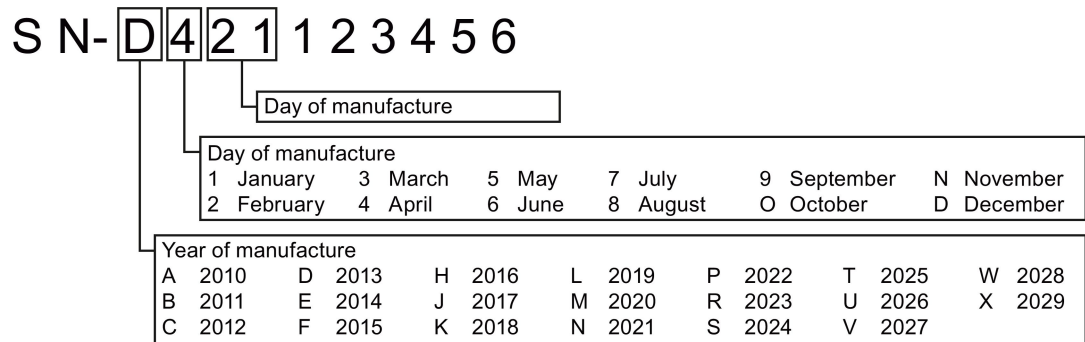 S N- D 4 2 1 1 2 3 4 5 6
Day of manufacture
Day of manufacture
1 January 3 March 5 May 7 July 9 September N November
2 February 4 April 6 June 8 August O October D December
Year of manufacture
A 2010 D 2013 H 2016 L 2019 P 2022 T 2025 W 2028
B 2011 E 2014 J 2017 M 2020 R 2023 U 2026 X 2029
C 2012 F 2015 K 2018 N 2021 S 2024 V 2027